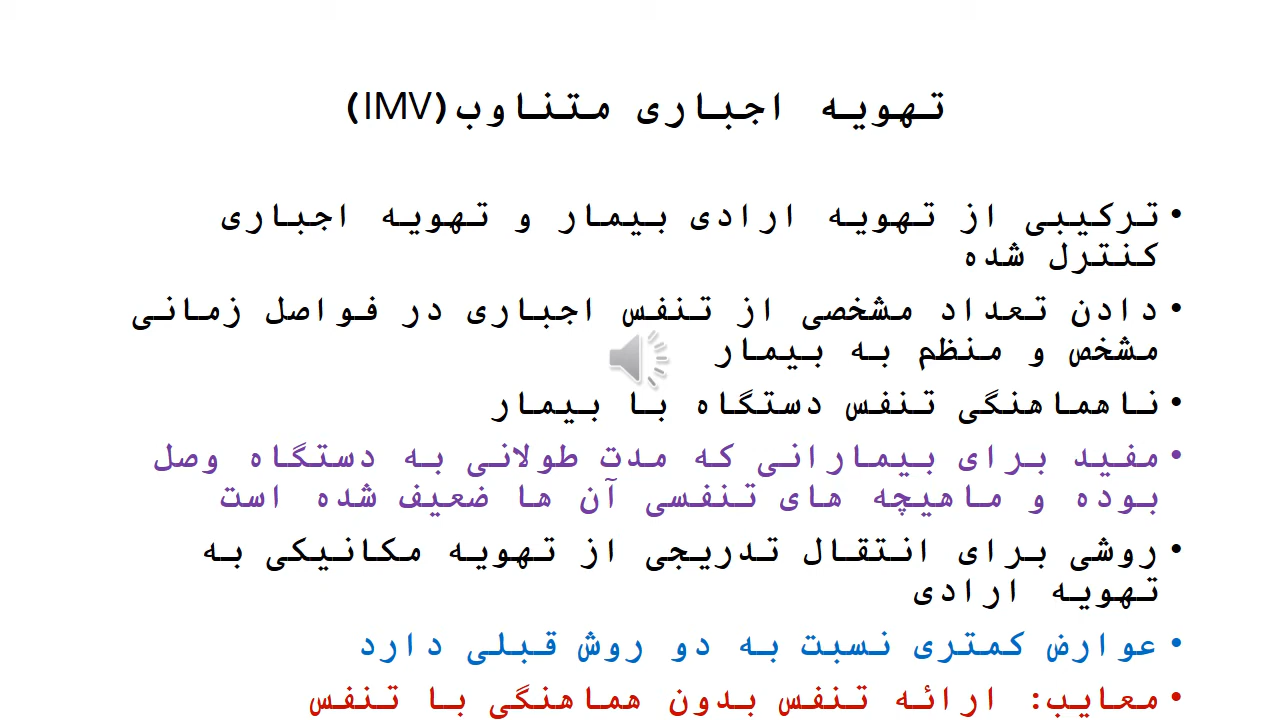 تهویه اجباری متناوب(IMV)
• ترکیبی از تهویه ارادی بیمار و تهویه اجباری
کنترل شده
• دادن تعداد مشخصی از تنفس اجباری در فواصل زمانی
مشخص و منظم به بیمار
• ناهماهنگی تنفس دستگاه با بیمار
• مفید برای بیمارانی که مدت طولانی به دستگاه وصل
بوده و ماهیچه های تنفسی آن ها ضعیف شده است
• روشی برای انتقال تدریجی از تهویه مکانیکی به
تهویه ارادی
• عوارض کمتری نسبت به دو روش قبلی دارد
• معایب: ارائه تنفس بدون هماهنگی با تنفس